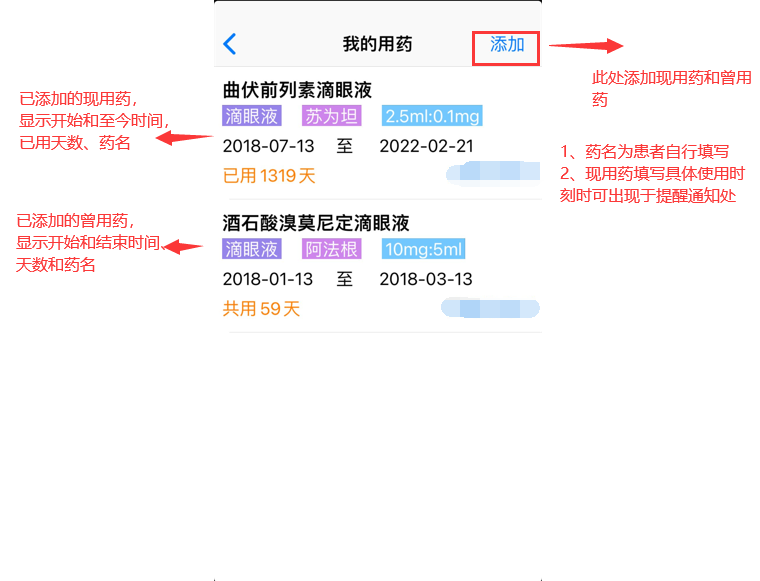 我的用药
添加
此处添加现用药和曾用
药
1、药名为患者自行填写
2、现用药填写具体使用时
刻时可出现于提醒通知处
已添加的现用药,
显示开始和至今时间,
已用天数、药名
曲伏前列素滴眼液
滴眼液 苏为坦 2.5ml:0.1mg
2018-07-13 至 2022-02-21
已用1319天
已添加的曾用药,
显示开始和结束时间、
天数和药名
酒石酸溴莫尼定滴眼液
滴眼液 阿法根 10mg:5ml
2018-01-13 至 2018-03-13
共用59天